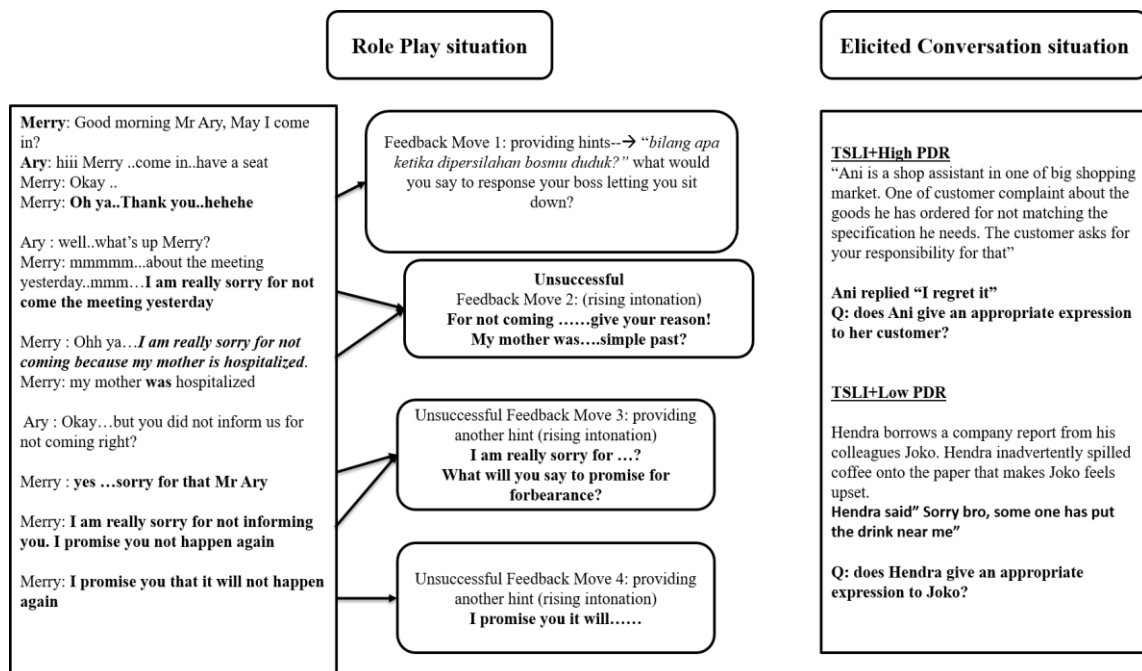 Role Play situation
Elicited Conversation situation
Merry: Good morning Mr Ary, May I come
in?
Ary: hiii Merry ..come in..have a seat
Merry: Okay ..
Merry: Oh ya..Thank you..hehehe
Ary : well..what's up Merry?
Merry: mmmmm...about the meeting
yesterday..mmm…I am really sorry for not
come the meeting yesterday
Merry : Ohh ya…I am really sorry for not
coming because my mother is hospitalized.
Merry: my mother was hospitalized
Ary : Okay…but you did not inform us for
not coming right?
Merry : yes …sorry for that Mr Ary
Merry: I am really sorry for not informing
you. I promise you not happen again
Merry: I promise you that it will not happen
again
Feedback Move 1: providing hints--→ “bilang apa
ketika dipersilahan bosmu duduk?” what would
you say to response your boss letting you sit
down?
Unsuccessful
Feedback Move 2: (rising intonation)
For not coming ……give your reason!
My mother was….simple past?
Unsuccessful Feedback Move 3: providing
another hint (rising intonation)
I am really sorry for …?
What will you say to promise for
forbearance?
Unsuccessful Feedback Move 4: providing
another hint (rising intonation)
I promise you it will……
TSLI+High PDR
“Ani is a shop assistant in one of big shopping
market. One of customer complaint about the
goods he has ordered for not matching the
specification he needs. The customer asks for
your responsibility for that”
Ani replied “I regret it”
Q: does Ani give an appropriate expression to
her customer?
TSLI+Low PDR
Hendra borrows a company report from his
colleagues Joko. Hendra inadvertently spilled
coffee onto the paper that makes Joko feels
upset.
Hendra said” Sorry bro, some one has put
the drink near me”
Q: does Hendra give an appropriate
expression to Joko?